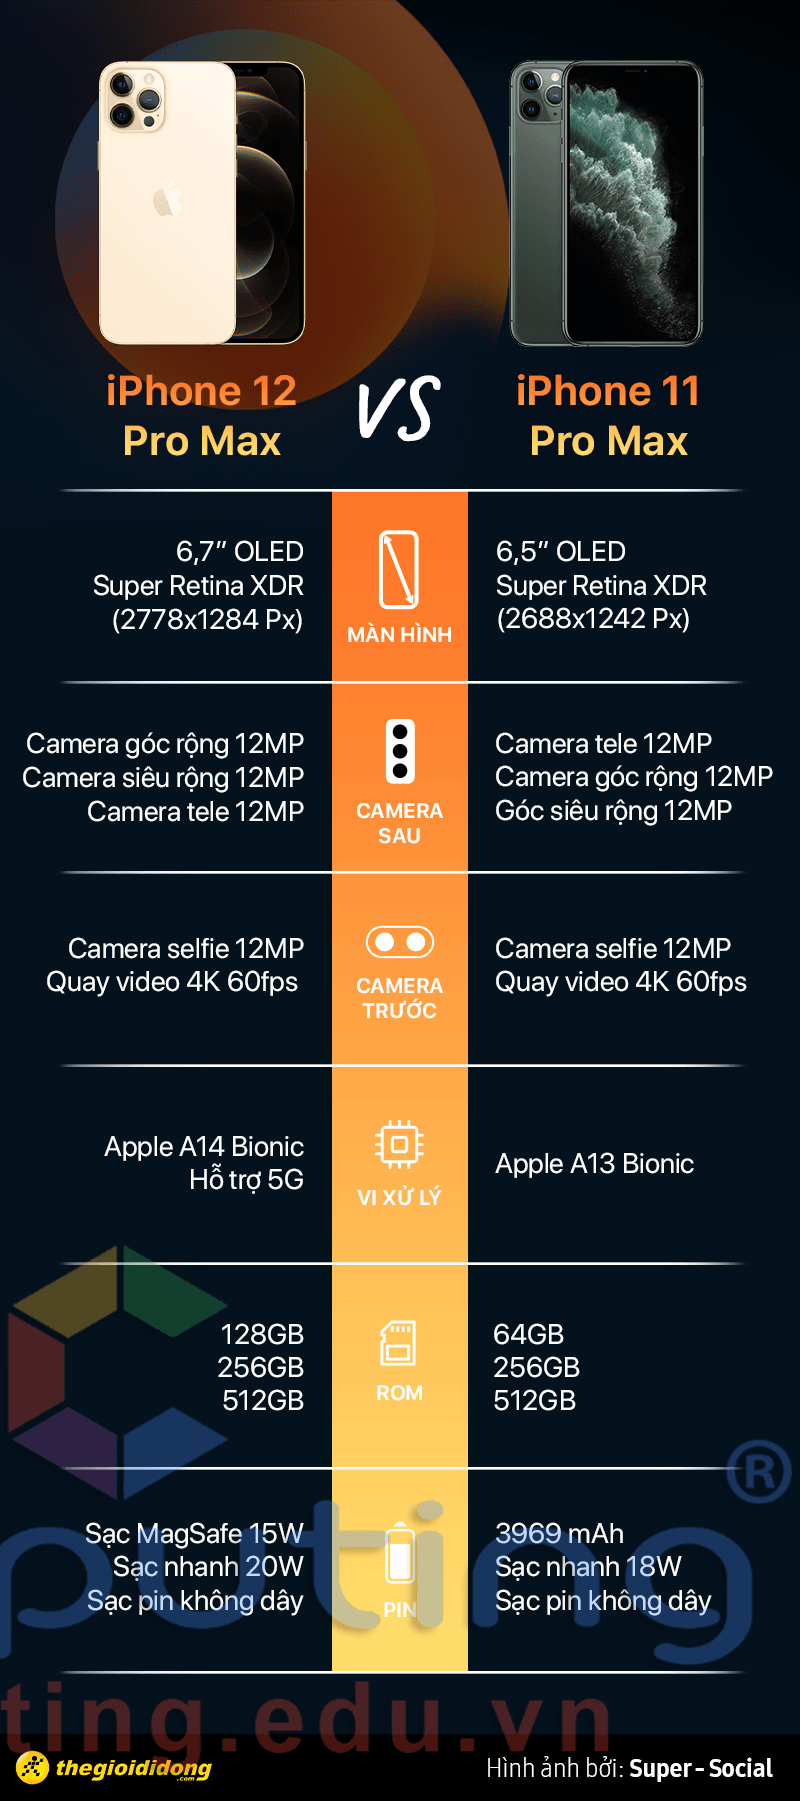 iPhone 12
Pro Max
VS
iPhone 11
Pro Max
6,7” OLED
Super Retina XDR
(2778x1284 Px)
MÀN HÌNH
6,5” OLED
Super Retina XDR
(2688x1242 Px)
Camera góc rộng 12MP
Camera siêu rộng 12MP
Camera tele 12MP
CAMERA
SAU
Camera tele 12MP
Camera góc rộng 12MP
Góc siêu rộng 12MP
Camera selfie 12MP
Quay video 4K 60fps
CAMERA
TRƯỚC
Camera selfie 12MP
Quay video 4K 60fps
Apple A14 Bionic
Hỗ trợ 5G
VI XỬ LÝ
Apple A13 Bionic
128GB
256GB
512GB
ROM
64GB
256GB
512GB
Sạc MagSafe 15W
Sạc nhanh 20W
Sạc pin không dây
PIN
3969 mAh
Sạc nhanh 18W
Sạc pin không dây
puting®
ting.edu.vn
thegioididong.com
Hình ảnh bởi: Super - Social